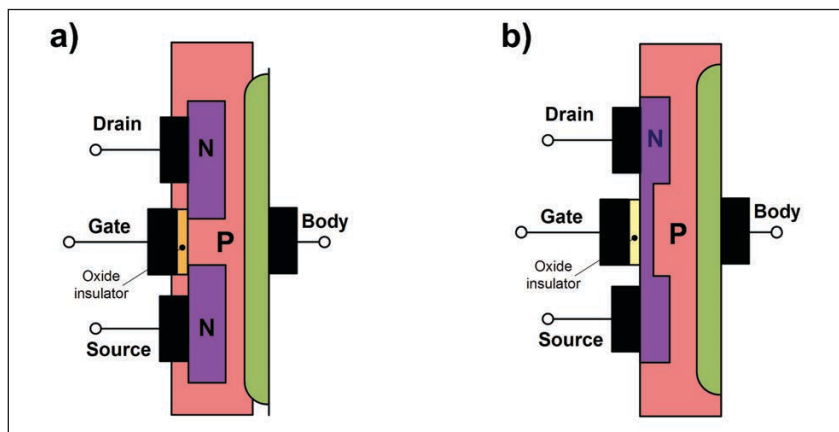 a)
Drain
N
Gate
P
Body
Oxide
insulator
N
Source
b)
Drain
N
Gate
P
Body
Oxide
insulator
Source